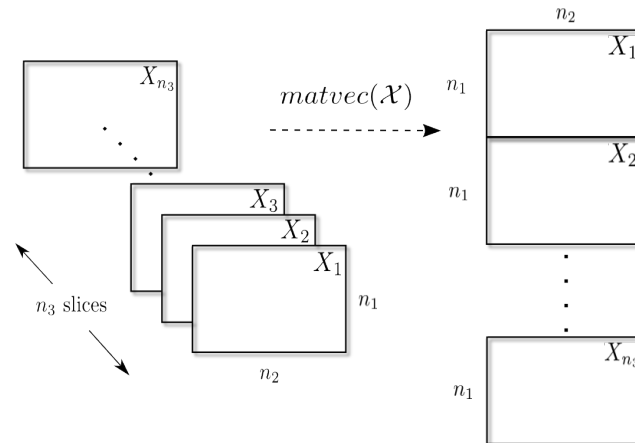 X_{n_3}
X_3
X_2
X_1
n_1
n_2
n_3 slices
matvec(𝒳)
n_2
X_1
n_1
X_2
n_1
X_{n_3}
n_1